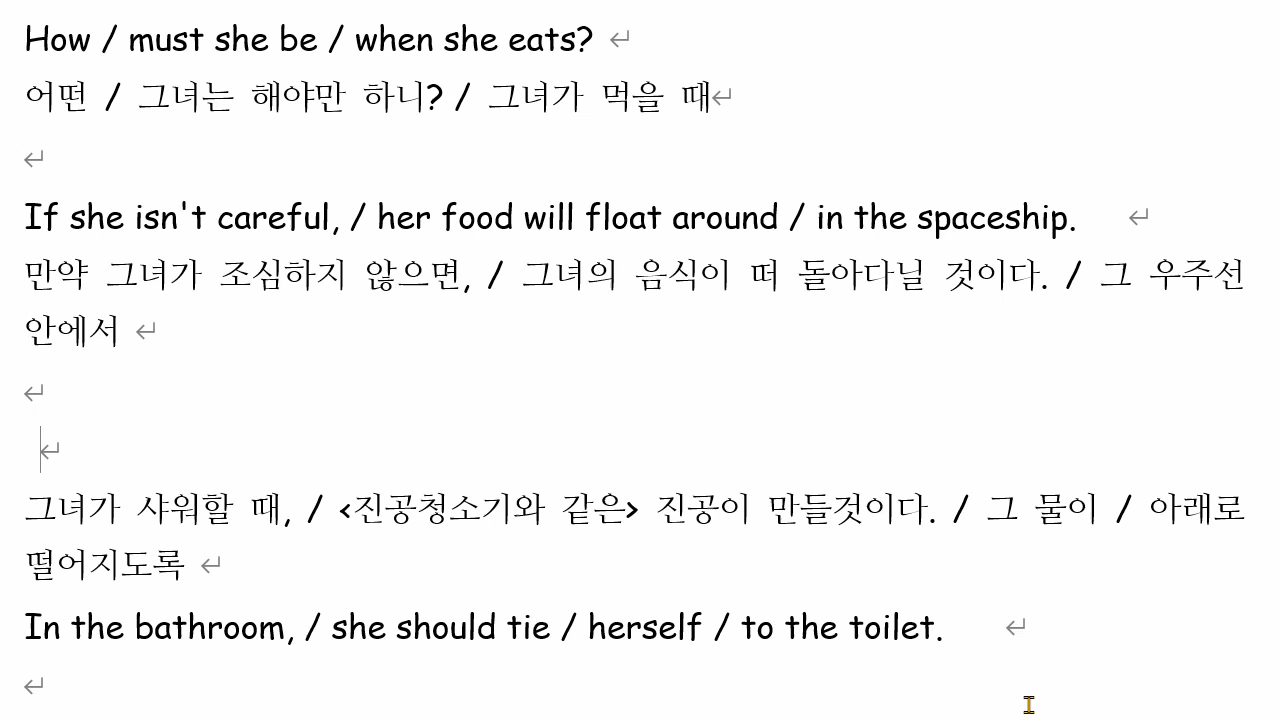 How / must she be / when she eats?
어떤 / 그녀는 해야만 하니? / 그녀가 먹을 때
If she isn't careful, / her food will float around / in the spaceship.
만약 그녀가 조심하지 않으면, / 그녀의 음식이 떠 돌아다닐 것이다. / 그 우주선
안에서
그녀가 샤워할 때, / <진공청소기와 같은> 진공이 만들것이다. / 그 물이 / 아래로
떨어지도록
In the bathroom, / she should tie / herself / to the toilet.